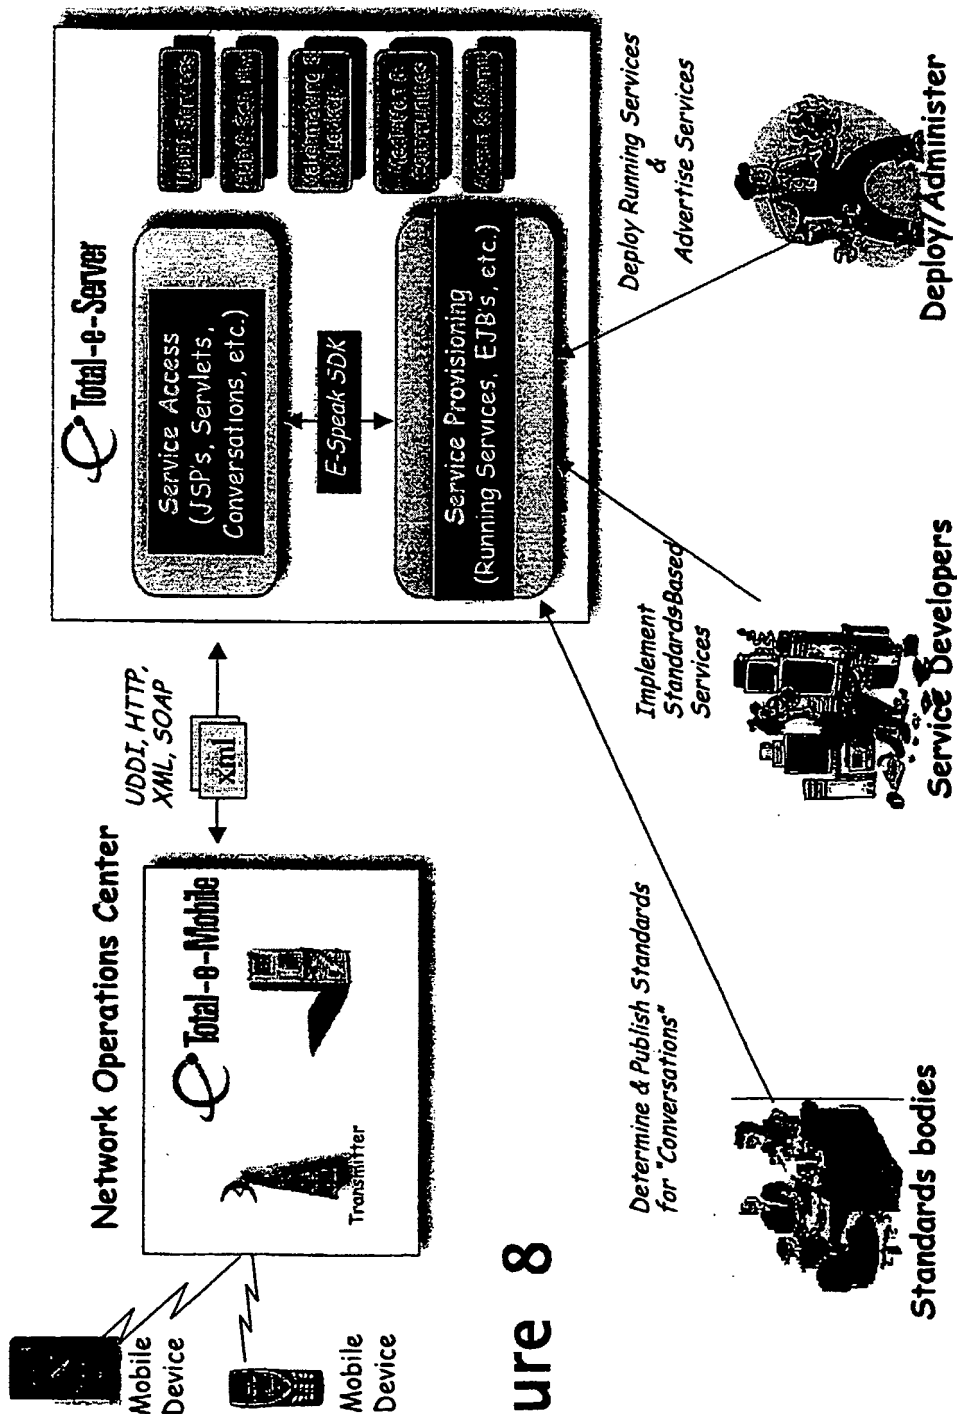 Network Operations Center
Total-e-Mobile
Transmitter
Mobile
Device
Mobile
Device
UDDI, HTTP,
XML, SOAP
xml
Total-e-Server
Service Access
(JSP's, Servlets,
Conversations, etc.)
E-Speak SDK
Service Provisioning
(Running Services, EJB's, etc.)
Determine & Publish Standards
for "Conversations"
Implement
Standards-Based
Services
Deploy Running Services
&
Advertise Services
Standards bodies
Service Developers
Deploy/Administer
ure 8